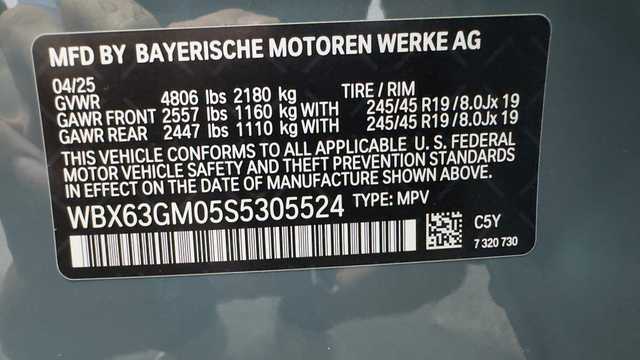 MFD BY BAYERISCHE MOTOREN WERKE AG
04/25
GVWR 4806 lbs 2180 kg TIRE / RIM
GAWR FRONT 2557 lbs 1160 kg WITH 245/45 R19 / 8.0Jx 19
GAWR REAR 2447 lbs 1110 kg WITH 245/45 R19 / 8.0Jx 19
THIS VEHICLE CONFORMS TO ALL APPLICABLE U. S. FEDERAL
MOTOR VEHICLE SAFETY AND THEFT PREVENTION STANDARDS
IN EFFECT ON THE DATE OF MANUFACTURE SHOWN ABOVE.
WBX63GM05S5305524 TYPE: MPV
C5Y
7 320 730